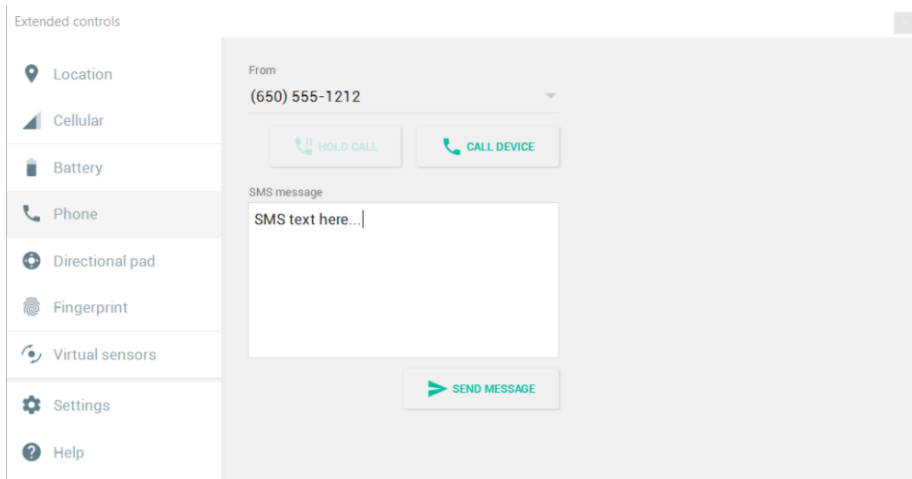 Extended controls
Location
Cellular
Battery
Phone
Directional pad
Fingerprint
Virtual sensors
Settings
Help
From
(650) 555-1212
HOLD CALL
CALL DEVICE
SMS message
SMS text here...
SEND MESSAGE